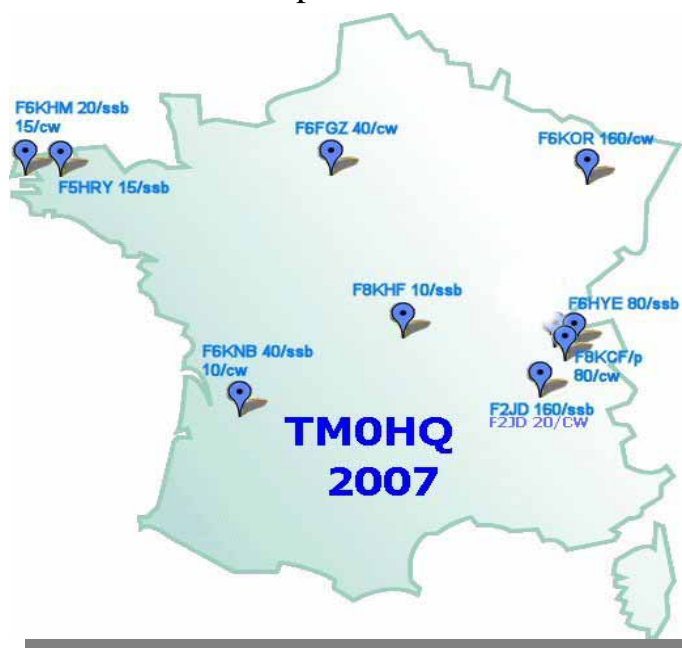 F6KHM 20/ssb
15/cw
F5HRY 15/ssb
F6FGZ 40/cw
F6KOR 160/cw
F8KHF 10/ssb
F6HYE 80/ssb
F6KNB 40/ssb
10/cw
F8KCF/p
80/cw
F2JD 160/ssb
F2JD 20/CW
TM0HQ
2007